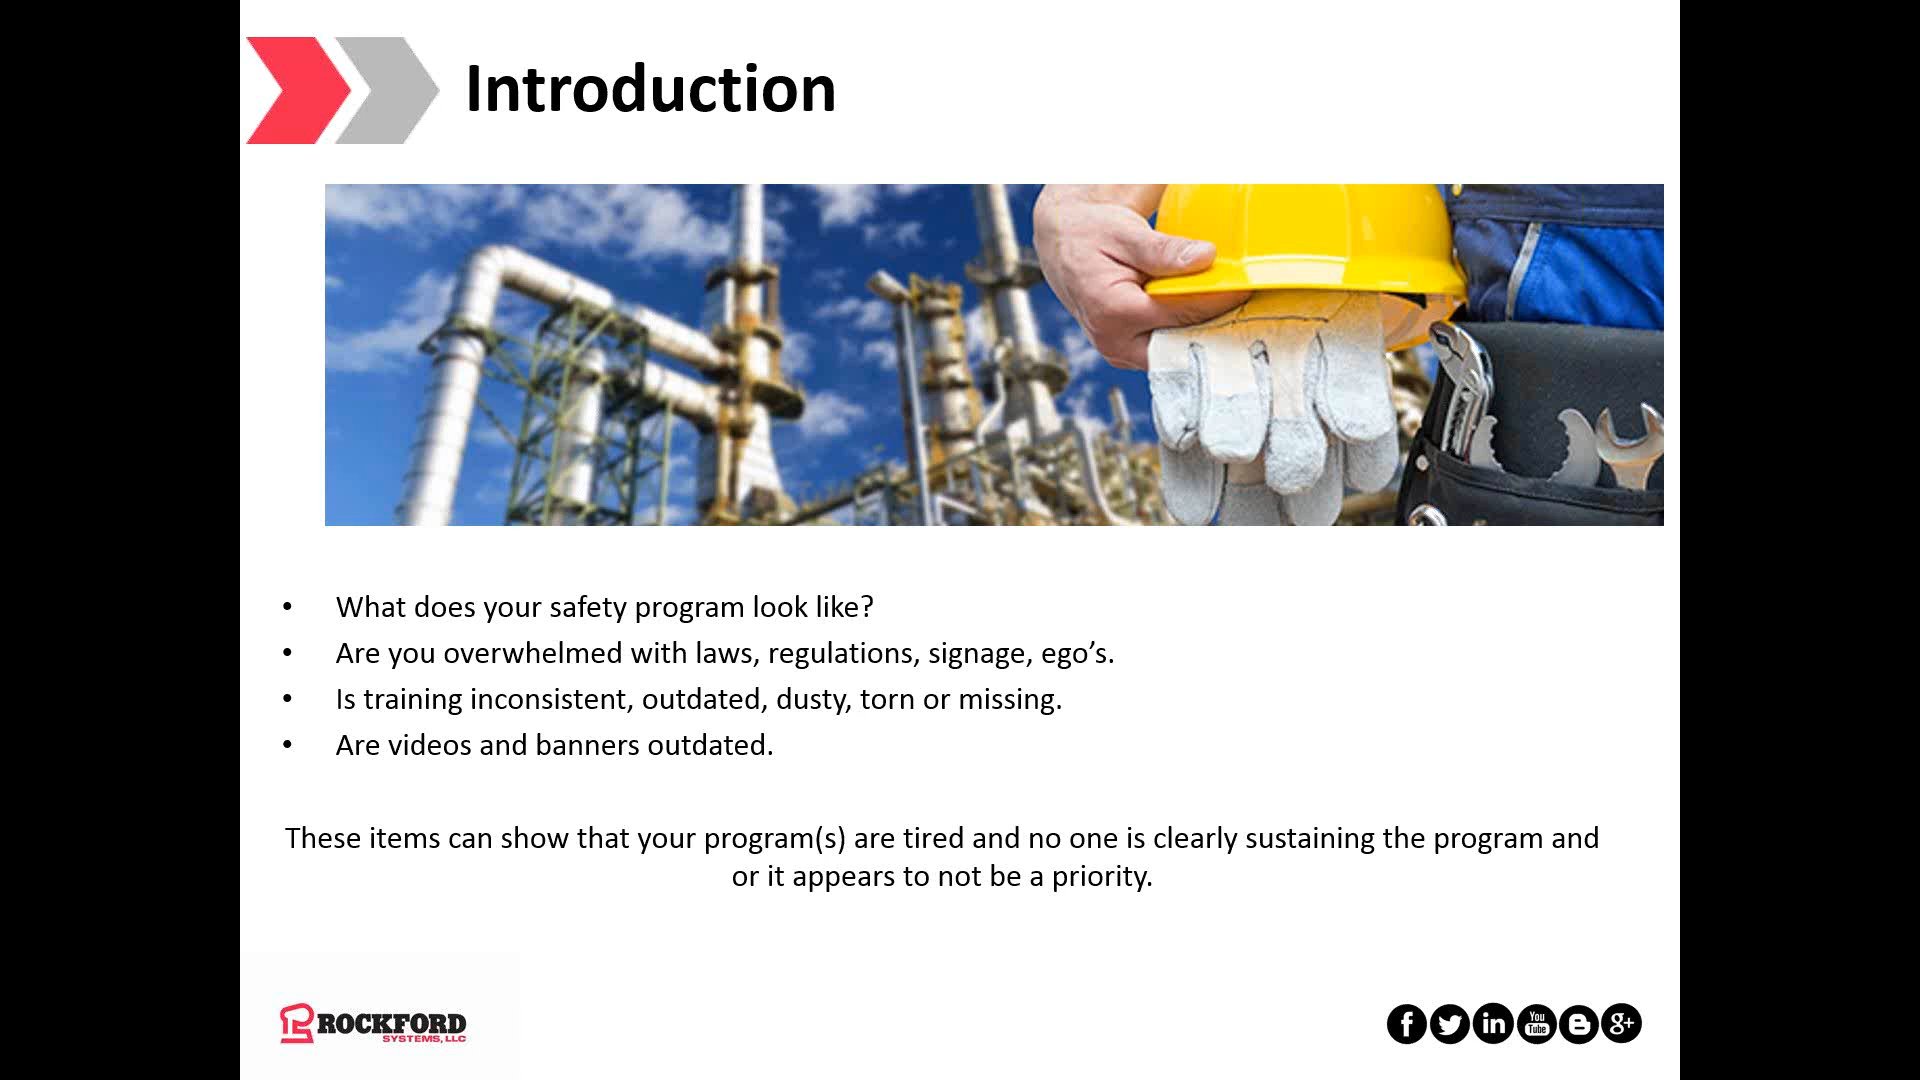 Introduction
• What does your safety program look like?
• Are you overwhelmed with laws, regulations, signage, ego’s.
• Is training inconsistent, outdated, dusty, torn or missing.
• Are videos and banners outdated.
These items can show that your program(s) are tired and no one is clearly sustaining the program and
or it appears to not be a priority.
ROCKFORD
SYSTEMS, LLC
You
Tube
g+